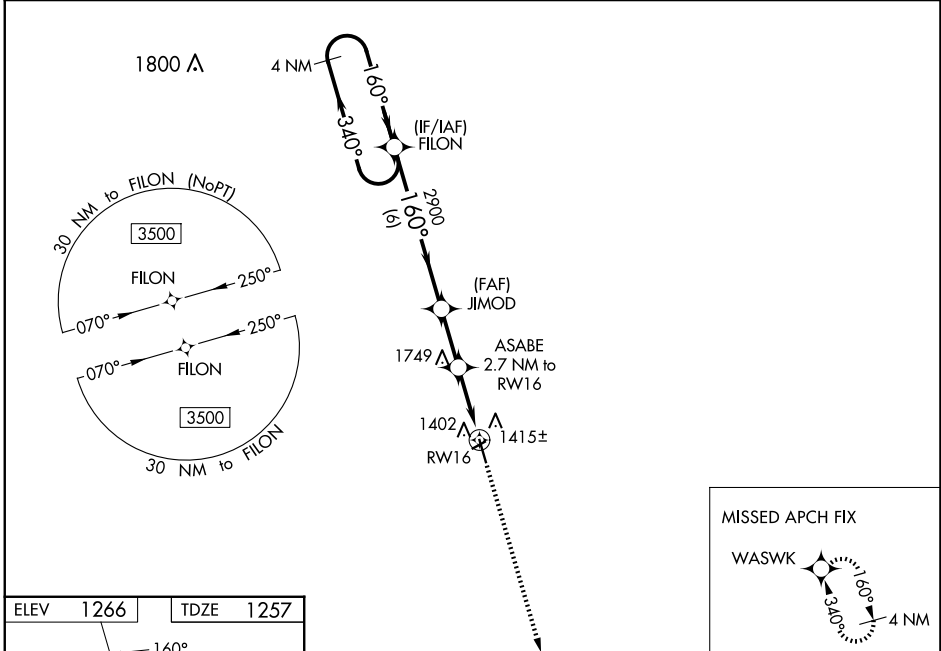 1800
4 NM
160°
340°
(IF/IAF)
FILON
2900
160°
(6)
30 NM to FILON (NoPT)
3500
FILON
250°
070°
250°
070°
FILON
3500
30 NM to FILON
(FAF)
JIMOD
1749
ASABE
2.7 NM to
RW16
1402
1415±
RW16
MISSED APCH FIX
WASWK
160°
340°
4 NM
ELEV 1266
TDZE 1257
160°